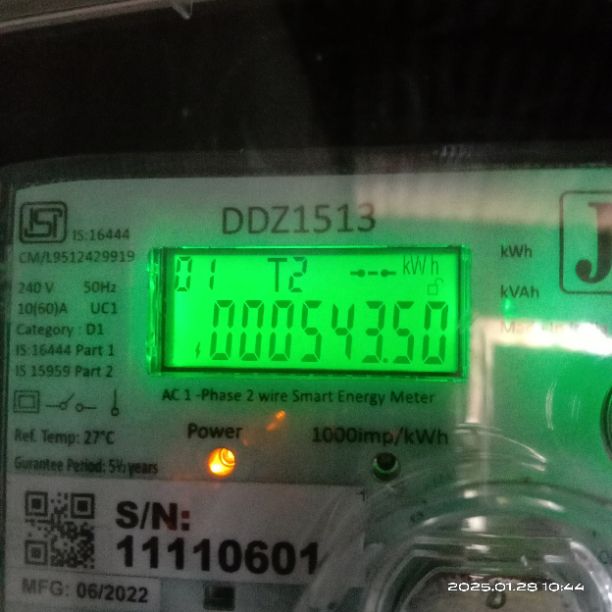 DDZ1513
IS:16444
CM/L9512429919
240 V 50Hz
10(60)A UC1
Category : D1
IS:16444 Part 1
IS 15959 Part 2
01 T2 kWh
000543.50
kWh
kVAh
J
AC 1 -Phase 2 wire Smart Energy Meter
Ref. Temp: 27°C
Gurantee Period: 5½ years
Power 1000imp/kWh
S/N:
11110601
MFG: 06/2022
2025.01.28 10:44